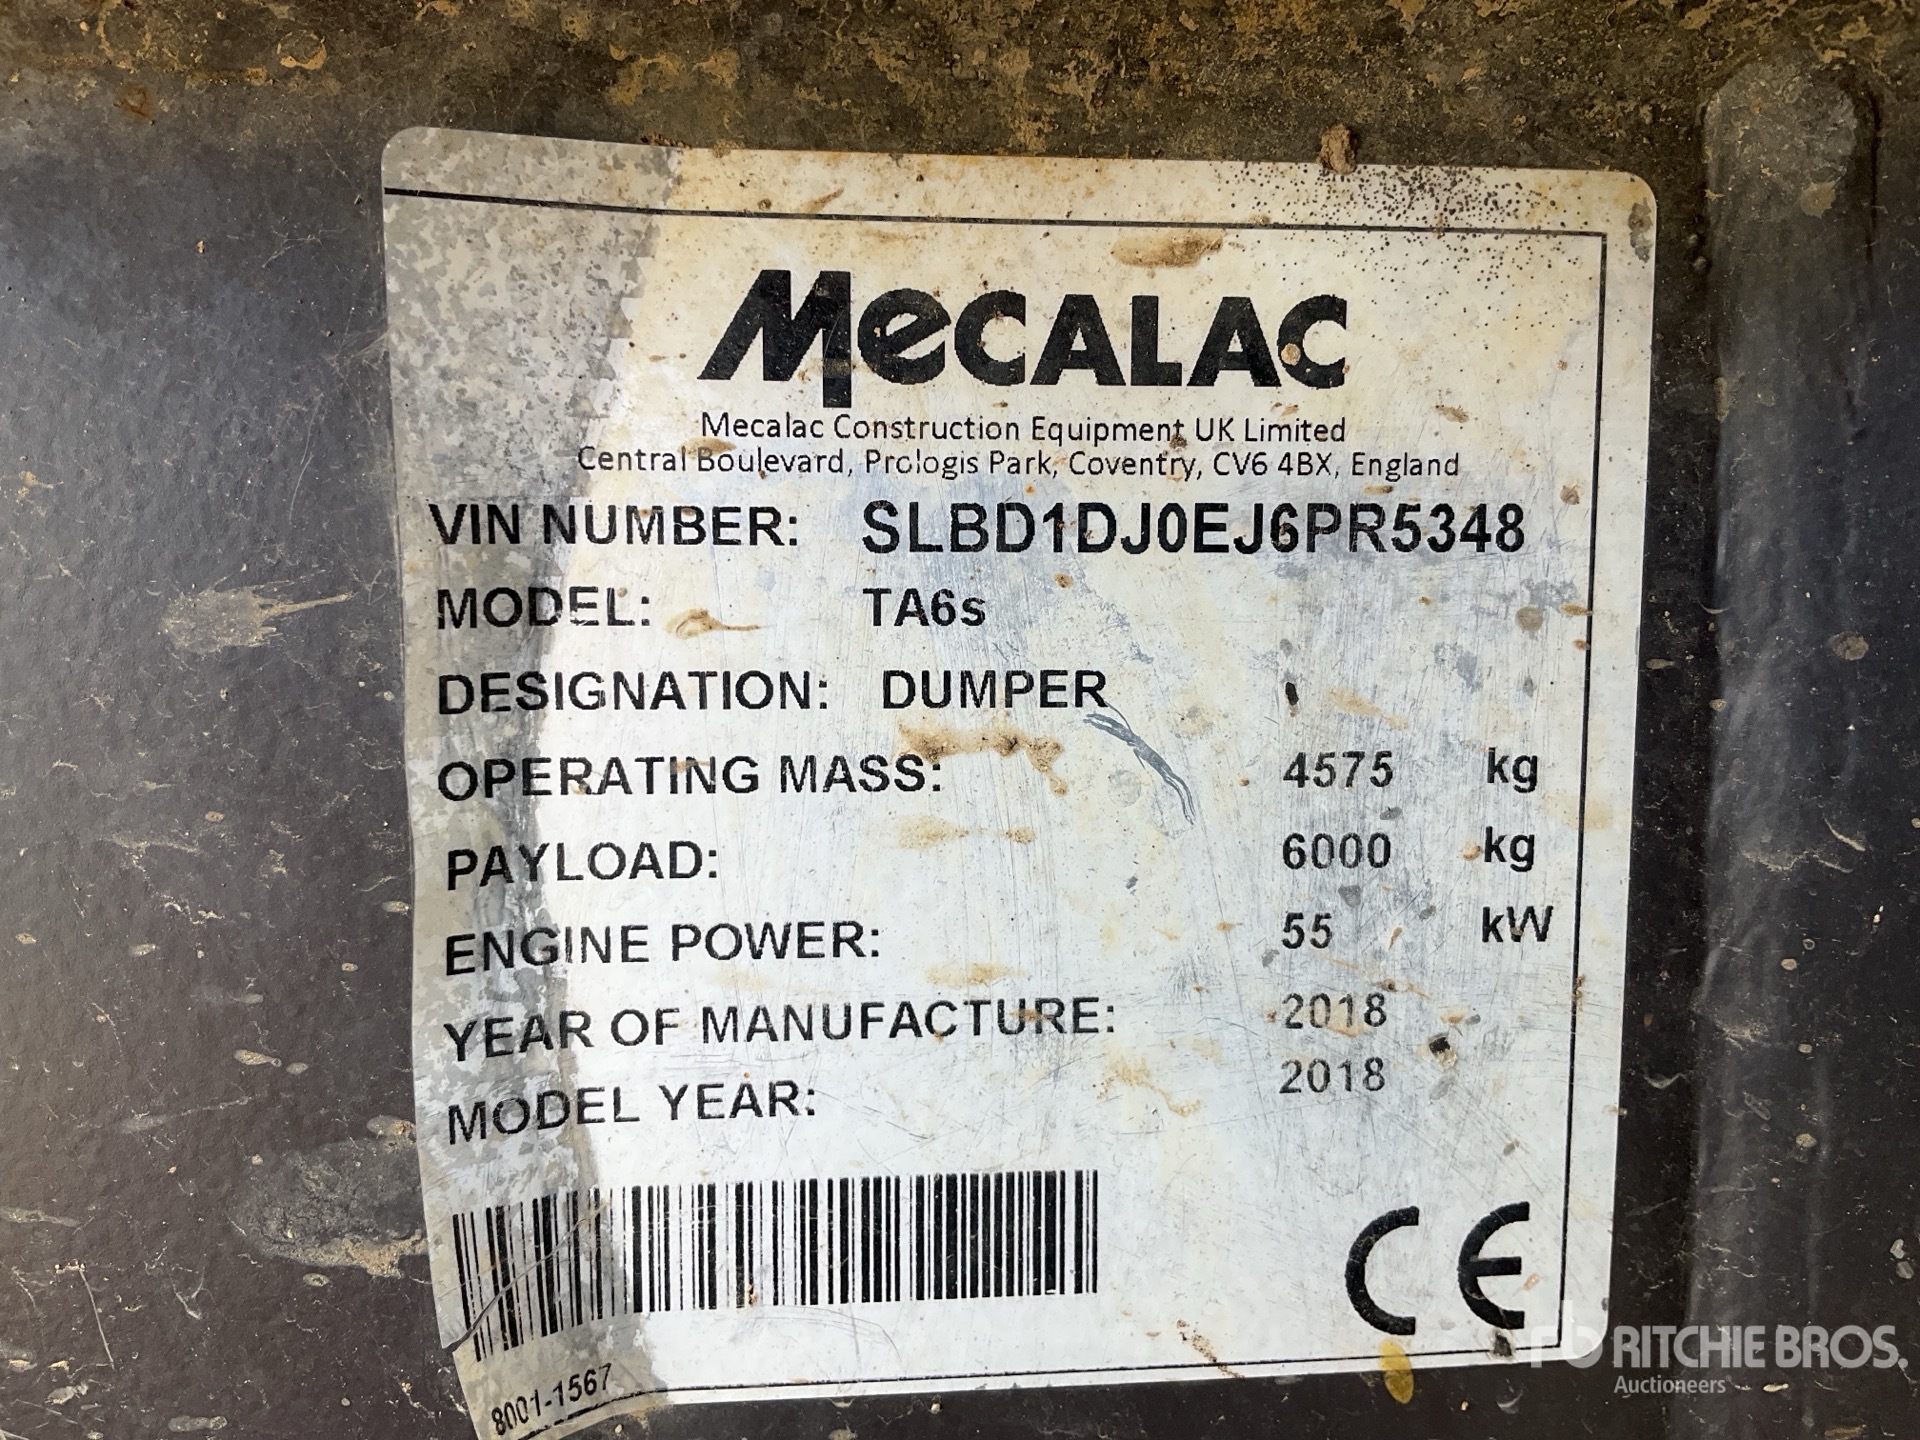 MECALAC
Mecalac Construction Equipment UK Limited
Central Boulevard, Prologis Park, Coventry, CV6 4BX, England
VIN NUMBER: SLBD1DJ0EJ6PR5348
MODEL: TA6s
DESIGNATION: DUMPER
OPERATING MASS: 4575 kg
PAYLOAD: 6000 kg
ENGINE POWER: 55 kW
YEAR OF MANUFACTURE: 2018
MODEL YEAR: 2018
CE
8001-1567
rb RITCHIE BROS.
Auctioneers